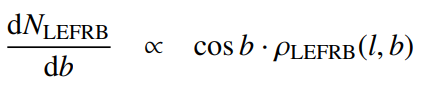 dN_LEFRB/db ∝ cos b · ρ_LEFRB(l, b)